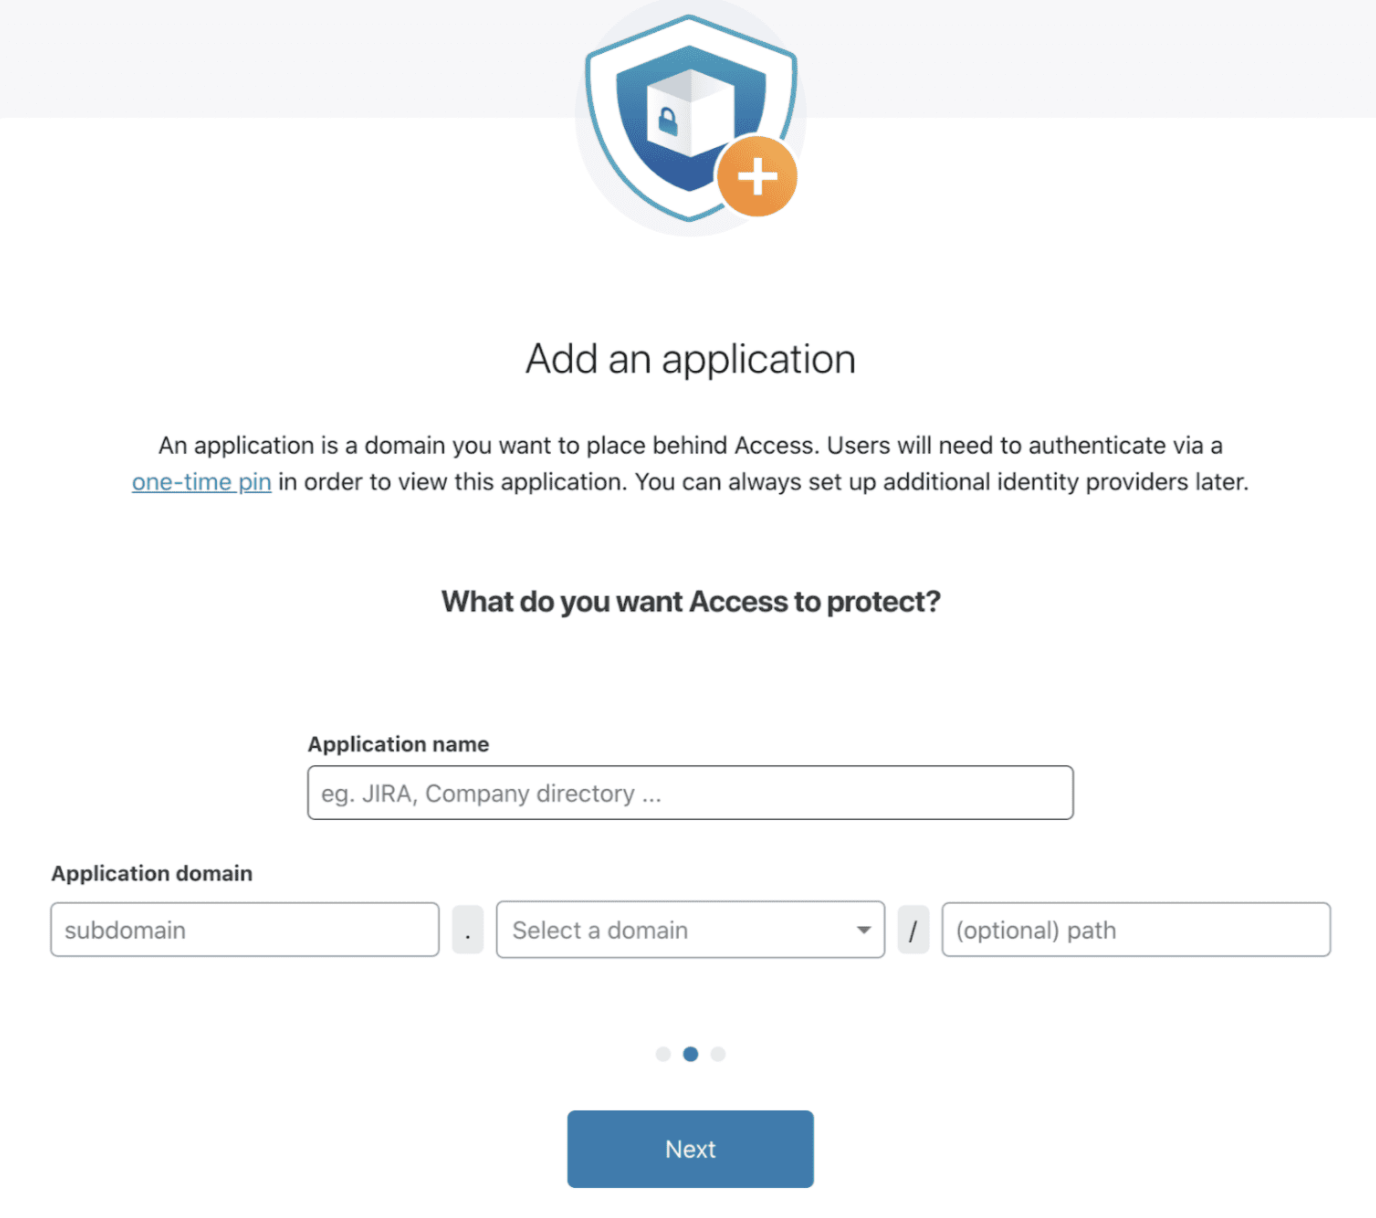 Add an application
An application is a domain you want to place behind Access. Users will need to authenticate via a
one-time pin in order to view this application. You can always set up additional identity providers later.
What do you want Access to protect?
Application name
eg. JIRA, Company directory ...
Application domain
subdomain . Select a domain / (optional) path
Next